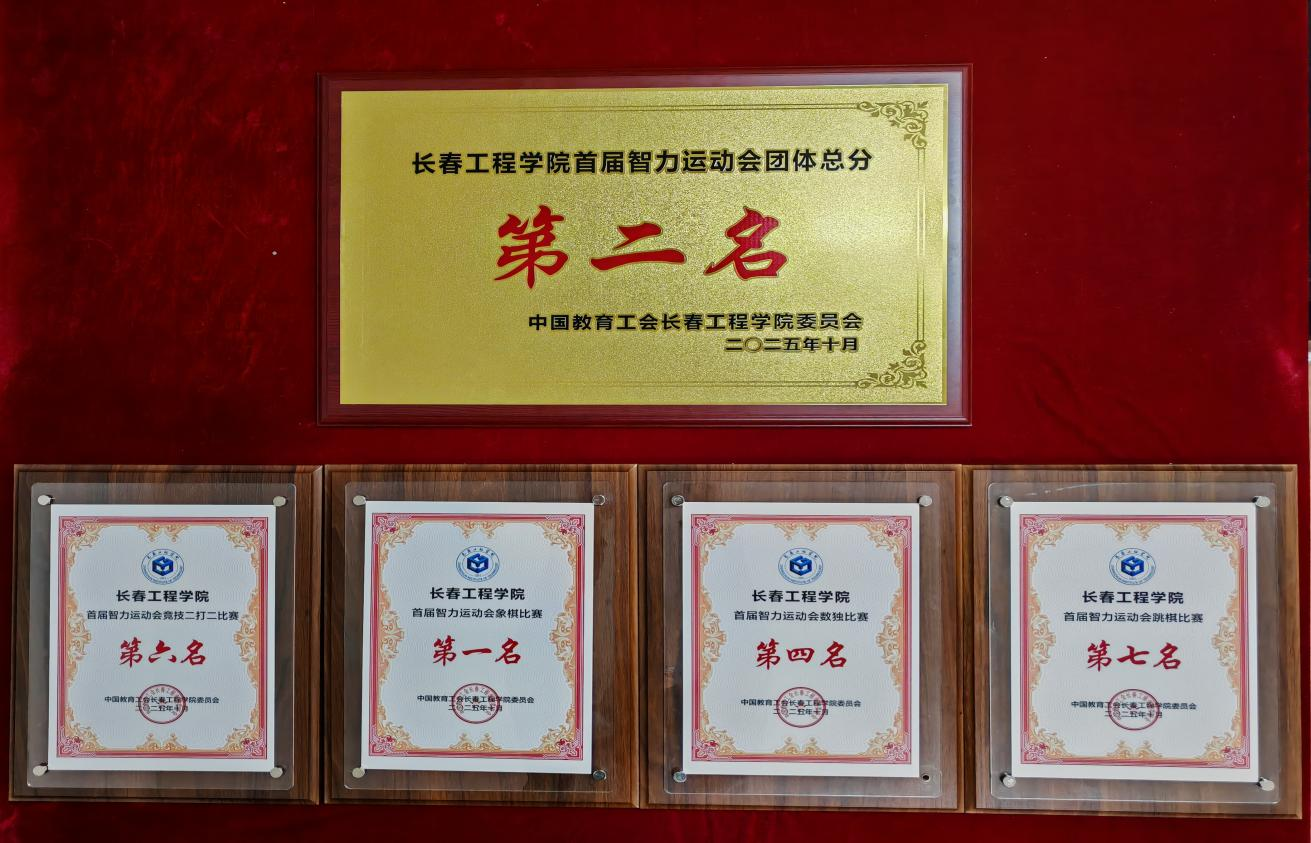 长春工程学院首届智力运动会团体总分
第二名
中国教育工会长春工程学院委员会
二〇二五年十月
长春工程学院
首届智力运动会竞技二打二比赛
第六名
中国教育工会长春工程学院委员会
二〇二五年十月
长春工程学院
首届智力运动会象棋比赛
第一名
中国教育工会长春工程学院委员会
二〇二五年十月
长春工程学院
首届智力运动会数独比赛
第四名
中国教育工会长春工程学院委员会
二〇二五年十月
长春工程学院
首届智力运动会跳棋比赛
第七名
中国教育工会长春工程学院委员会
二〇二五年十月